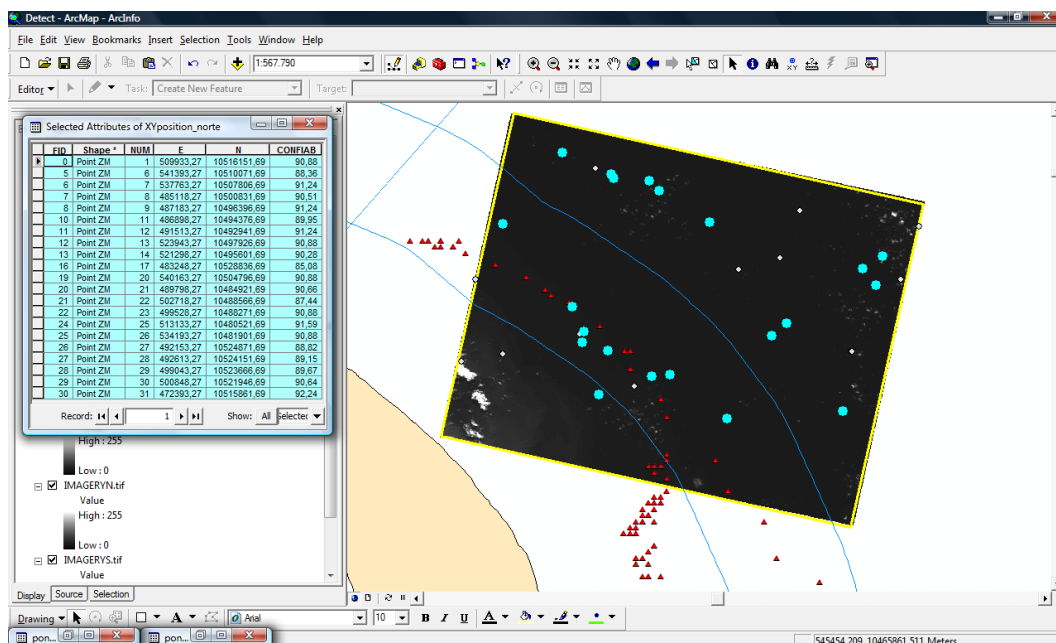 Detect - ArcMap - ArcInfo
File Edit View Bookmarks Insert Selection Tools Window Help
1:567.790
Editor Task: Create New Feature Target:
Selected Attributes of XYposition_norte
FID Shape * NUM E N CONFIAB
0 Point ZM 1 509933,27 10516151,69 90,88
5 Point ZM 6 541393,27 10510071,69 88,36
6 Point ZM 7 537763,27 10507806,69 91,24
7 Point ZM 8 485118,27 10500831,69 90,51
8 Point ZM 9 487183,27 10496396,69 91,24
10 Point ZM 11 486898,27 10494376,69 89,95
11 Point ZM 12 491513,27 10492941,69 91,24
12 Point ZM 13 523943,27 10497926,69 90,88
13 Point ZM 14 521298,27 10495601,69 90,28
16 Point ZM 17 483248,27 10528836,69 85,08
19 Point ZM 20 540163,27 10504796,69 90,88
20 Point ZM 21 489798,27 10484921,69 90,66
21 Point ZM 22 502718,27 10488566,69 87,44
22 Point ZM 23 499528,27 10488271,69 90,88
24 Point ZM 25 513133,27 10480521,69 91,59
25 Point ZM 26 534193,27 10481901,69 90,88
26 Point ZM 27 492153,27 10524871,69 88,82
27 Point ZM 28 492613,27 10524151,69 89,15
28 Point ZM 29 499043,27 10523666,69 89,67
29 Point ZM 30 500848,27 10521946,69 90,64
30 Point ZM 31 472393,27 10515861,69 92,24
Record: 1 Show: All Selected
High : 255
Low : 0
IMAGERYN.tif
Value
High : 255
Low : 0
IMAGERYS.tif
Value
Display Source Selection
Drawing A Arial 10 B I U A
pon... pon...
545454,209 10465861,511 Meters